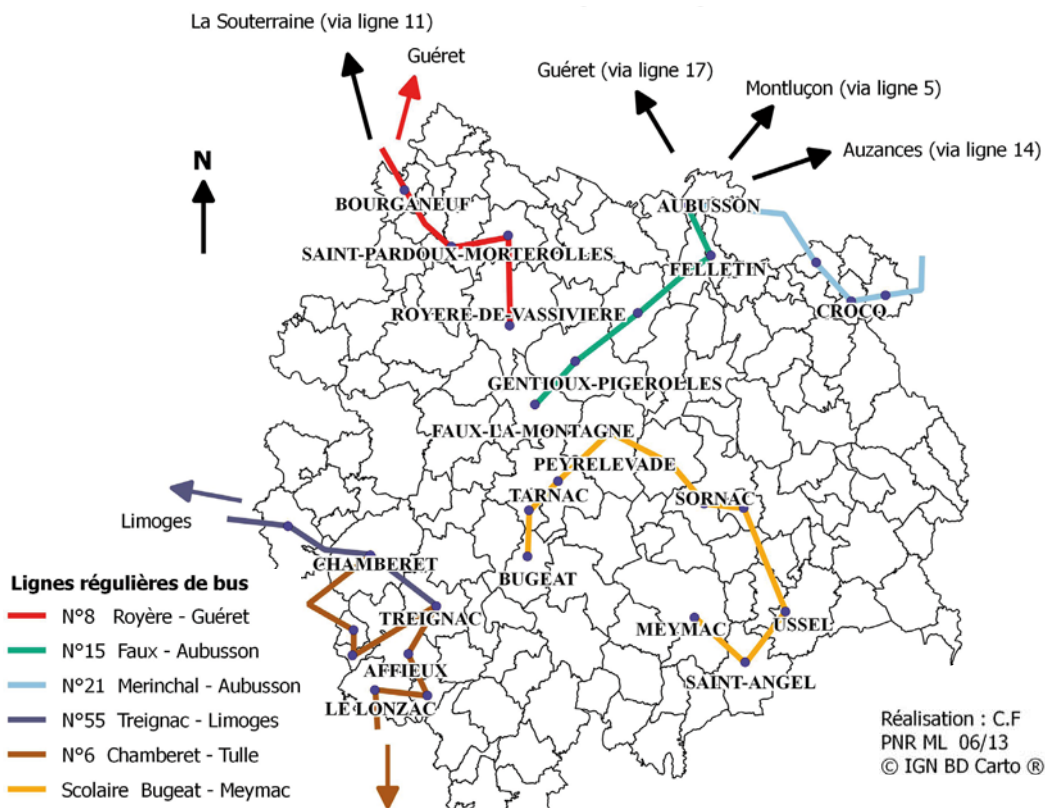 La Souterraine (via ligne 11)
Guéret
Guéret (via ligne 17)
Montluçon (via ligne 5)
Auzances (via ligne 14)
N
BOURGANEUF
AUBUSSON
SAINT-PARDOUX-MORTEROLLES
FELLETIN
CROCQ
ROYERE-DE-VASSIVIERE
GENTIOUX-PIGEROLLES
FAUX-LA-MONTAGNE
PEYRELEVADE
TARNAC
SORNAC
Limoges
CHAMBERET
BUGEAT
TREIGNAC
MEYMAC
USSEL
AFFIEUX
SAINT-ANGEL
LE LONZAC
Lignes régulières de bus
N°8 Royère - Guéret
N°15 Faux - Aubusson
N°21 Merinchal - Aubusson
N°55 Treignac - Limoges
N°6 Chamberet - Tulle
Scolaire Bugeat - Meymac
Réalisation : C.F
PNR ML 06/13
© IGN BD Carto ®